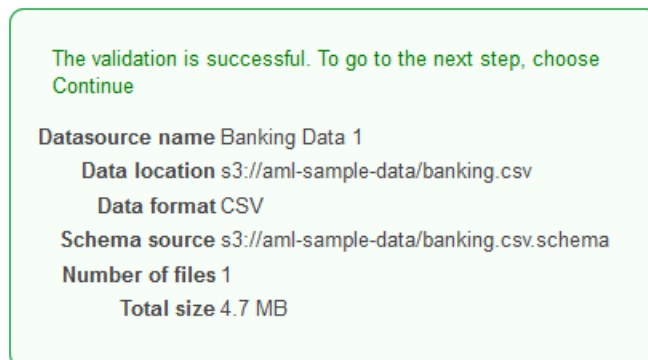 The validation is successful. To go to the next step, choose
Continue
Datasource name Banking Data 1
Data location s3://aml-sample-data/banking.csv
Data format CSV
Schema source s3://aml-sample-data/banking.csv.schema
Number of files 1
Total size 4.7 MB